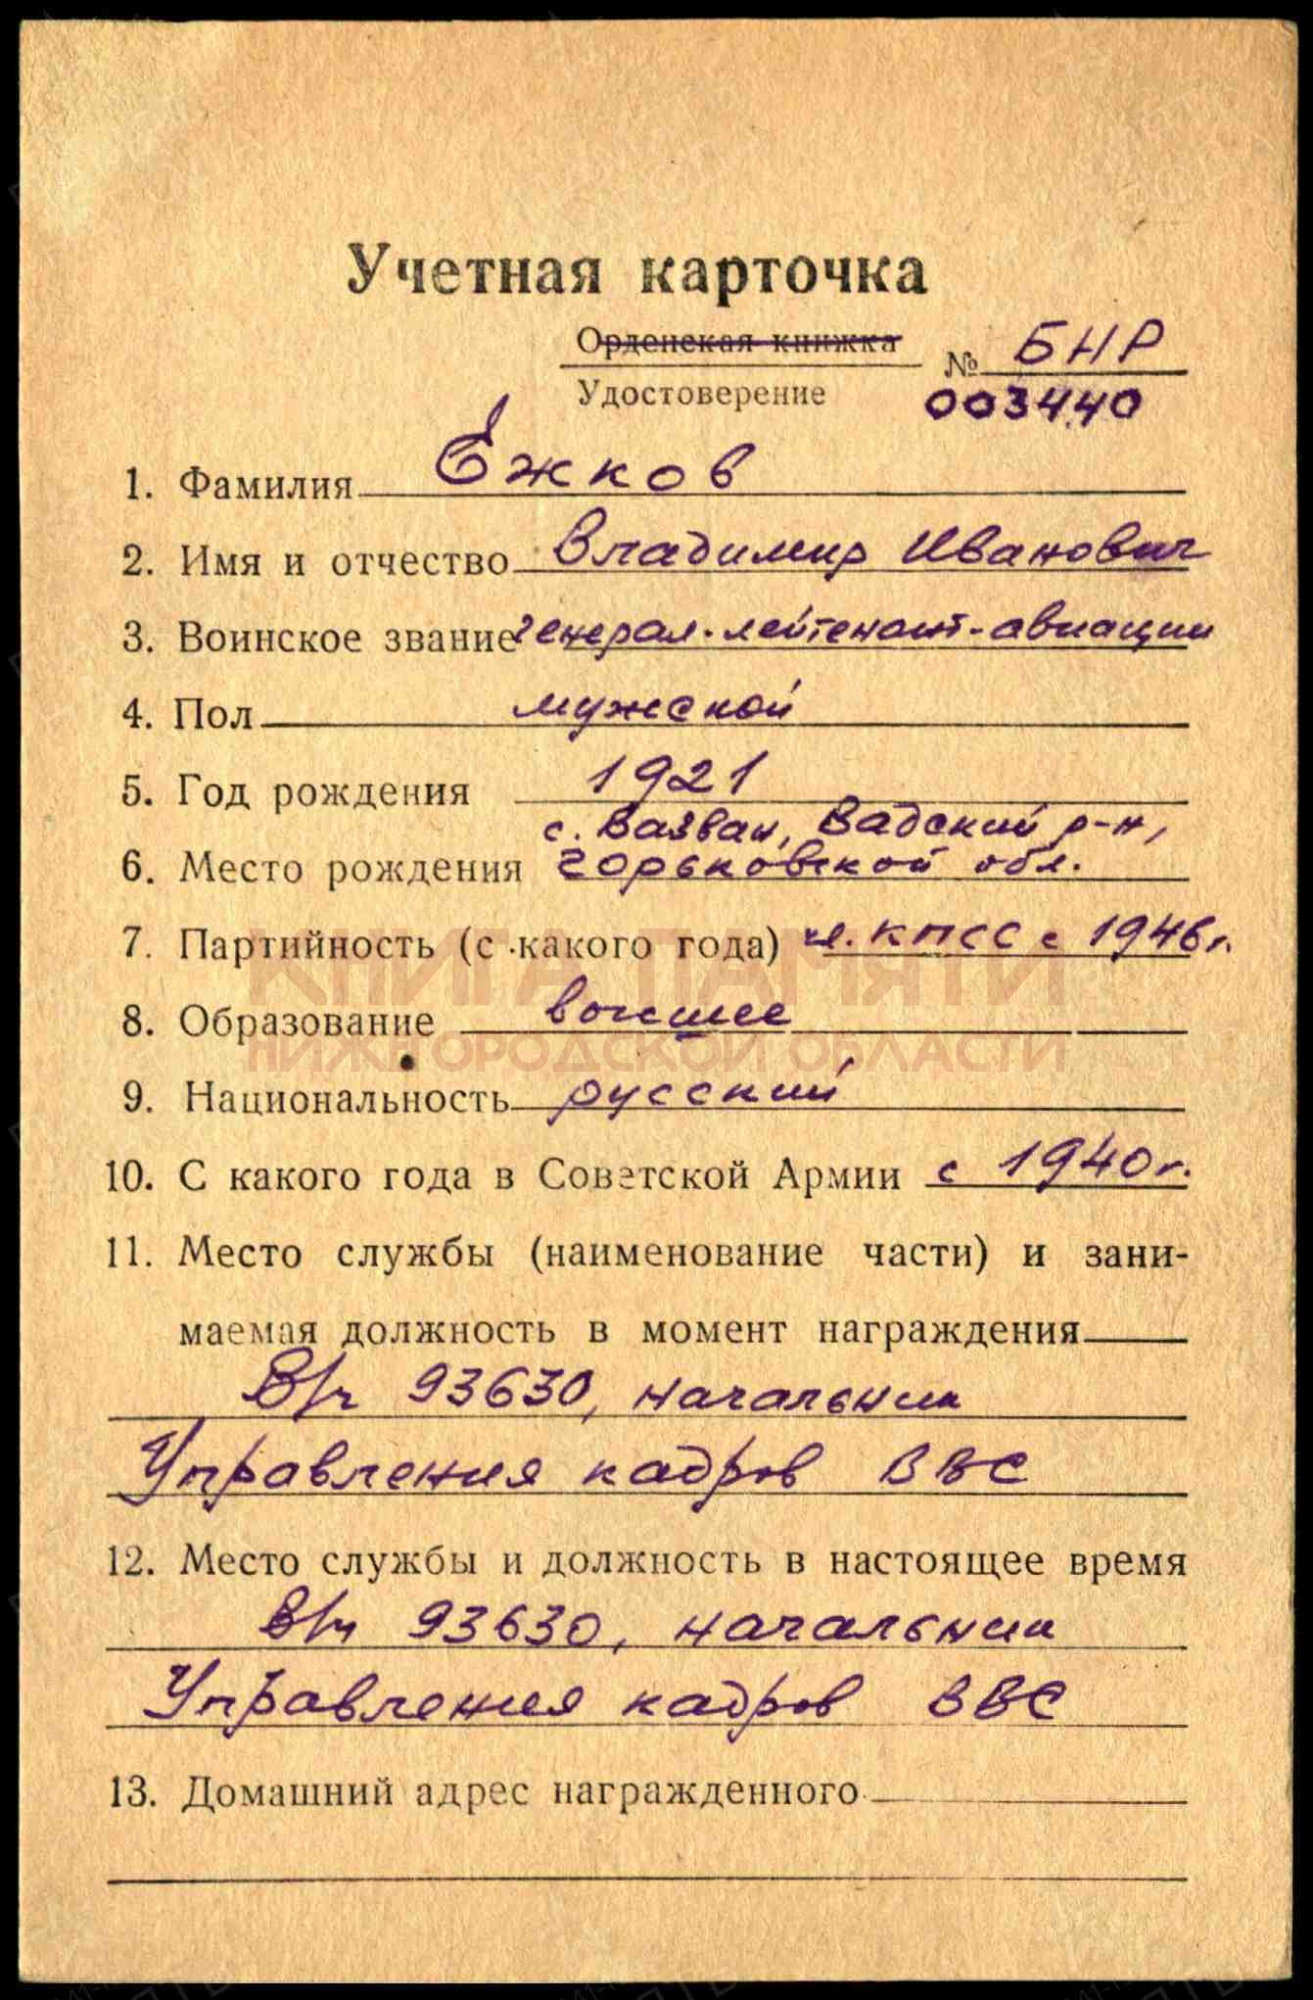 Учетная карточка
Орденская книжка
Удостоверение
№ БНР
003440
1. Фамилия Ёжков
2. Имя и отчество Владимир Иванович
3. Воинское звание генерал-лейтенант-авиации
4. Пол мужской
5. Год рождения 1921
с. Вазван, Вадский р-н,
6. Место рождения Горьковской обл.
7. Партийность (с какого года) чл. КПСС с 1946г.
КНИГА ПАМЯТИ
8. Образование высшее
НИЖЕГОРОДСКОЙ ОБЛАСТИ
9. Национальность русский
10. С какого года в Советской Армии с 1940г.
11. Место службы (наименование части) и зани-
маемая должность в момент награждения
В/ч 93630, начальник
Управления кадров ВВС
12. Место службы и должность в настоящее время
В/ч 93630, начальник
Управления кадров ВВС
13. Домашний адрес награжденного